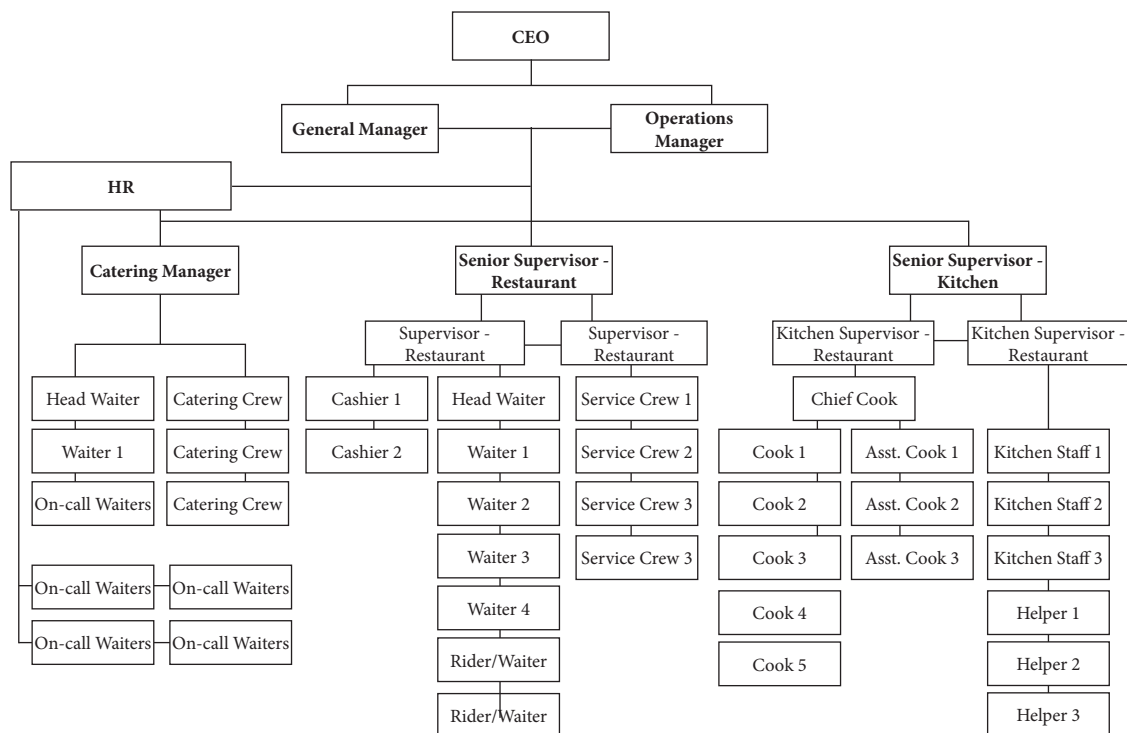 CEO
General Manager
Operations
Manager
HR
Catering Manager
Senior Supervisor -
Restaurant
Senior Supervisor -
Kitchen
Supervisor -
Restaurant
Supervisor -
Restaurant
Kitchen Supervisor -
Restaurant
Kitchen Supervisor -
Restaurant
Head Waiter
Catering Crew
Cashier 1
Head Waiter
Service Crew 1
Chief Cook
Waiter 1
Catering Crew
Cashier 2
Waiter 1
Service Crew 2
Cook 1
Asst. Cook 1
Kitchen Staff 1
On-call Waiters
Catering Crew
Waiter 2
Service Crew 3
Cook 2
Asst. Cook 2
Kitchen Staff 2
Waiter 3
Service Crew 3
Cook 3
Asst. Cook 3
Kitchen Staff 3
On-call Waiters
On-call Waiters
Waiter 4
Cook 4
Helper 1
On-call Waiters
On-call Waiters
Rider/Waiter
Cook 5
Helper 2
Rider/Waiter
Helper 3